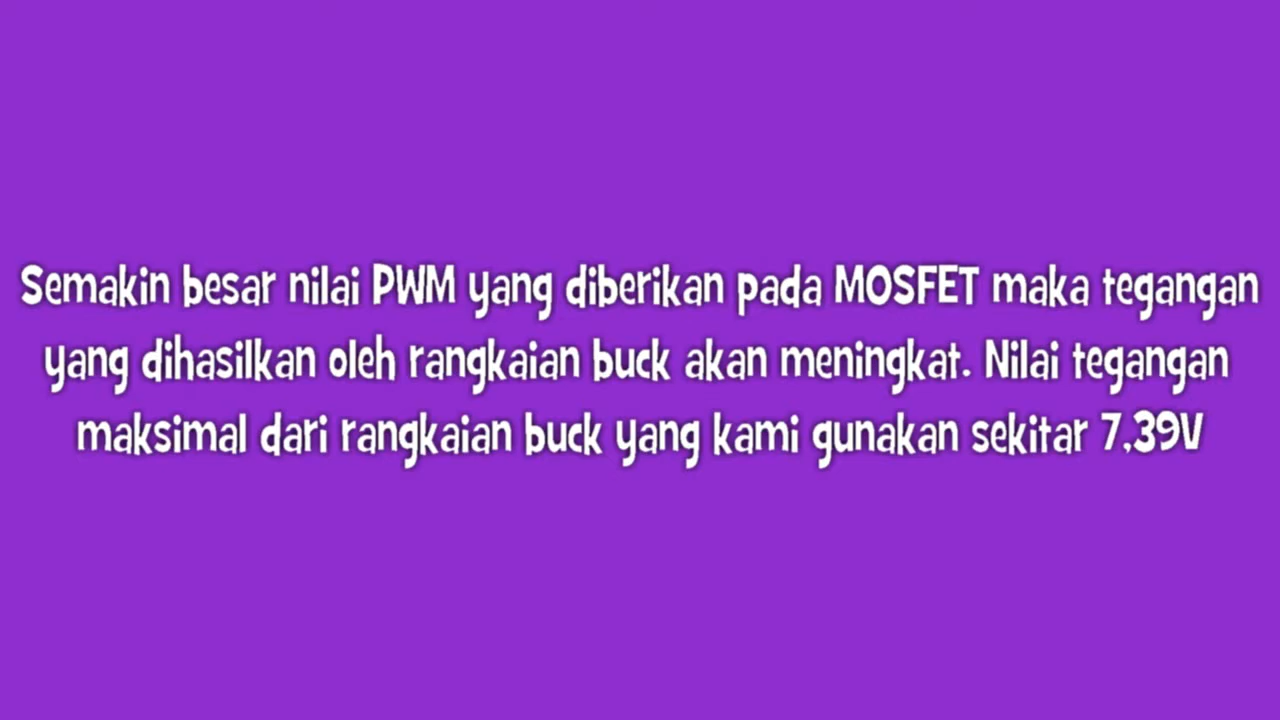 Semakin besar nilai PWM yang diberikan pada MOSFET maka tegangan
yang dihasilkan oleh rangkaian buck akan meningkat. Nilai tegangan
maksimal dari rangkaian buck yang kami gunakan sekitar 7,39V